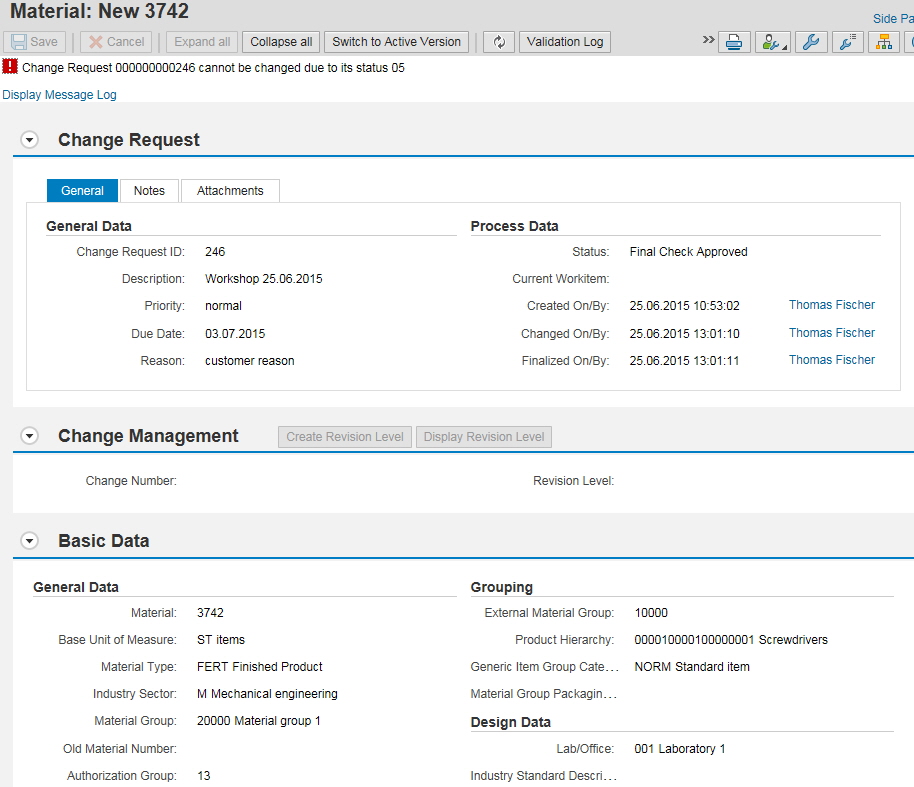 Material: New 3742
Side Pa
Save Cancel Expand all Collapse all Switch to Active Version Validation Log
Change Request 000000000246 cannot be changed due to its status 05
Display Message Log
Change Request
General Notes Attachments
General Data Process Data
Change Request ID: 246 Status: Final Check Approved
Description: Workshop 25.06.2015 Current Workitem:
Priority: normal Created On/By: 25.06.2015 10:53:02 Thomas Fischer
Due Date: 03.07.2015 Changed On/By: 25.06.2015 13:01:10 Thomas Fischer
Reason: customer reason Finalized On/By: 25.06.2015 13:01:11 Thomas Fischer
Change Management Create Revision Level Display Revision Level
Change Number: Revision Level:
Basic Data
General Data Grouping
Material: 3742 External Material Group: 10000
Base Unit of Measure: ST items Product Hierarchy: 000010000100000001 Screwdrivers
Material Type: FERT Finished Product Generic Item Group Cate... NORM Standard item
Industry Sector: M Mechanical engineering Material Group Packagin...
Material Group: 20000 Material group 1 Design Data
Old Material Number: Lab/Office: 001 Laboratory 1
Authorization Group: 13 Industry Standard Descri...